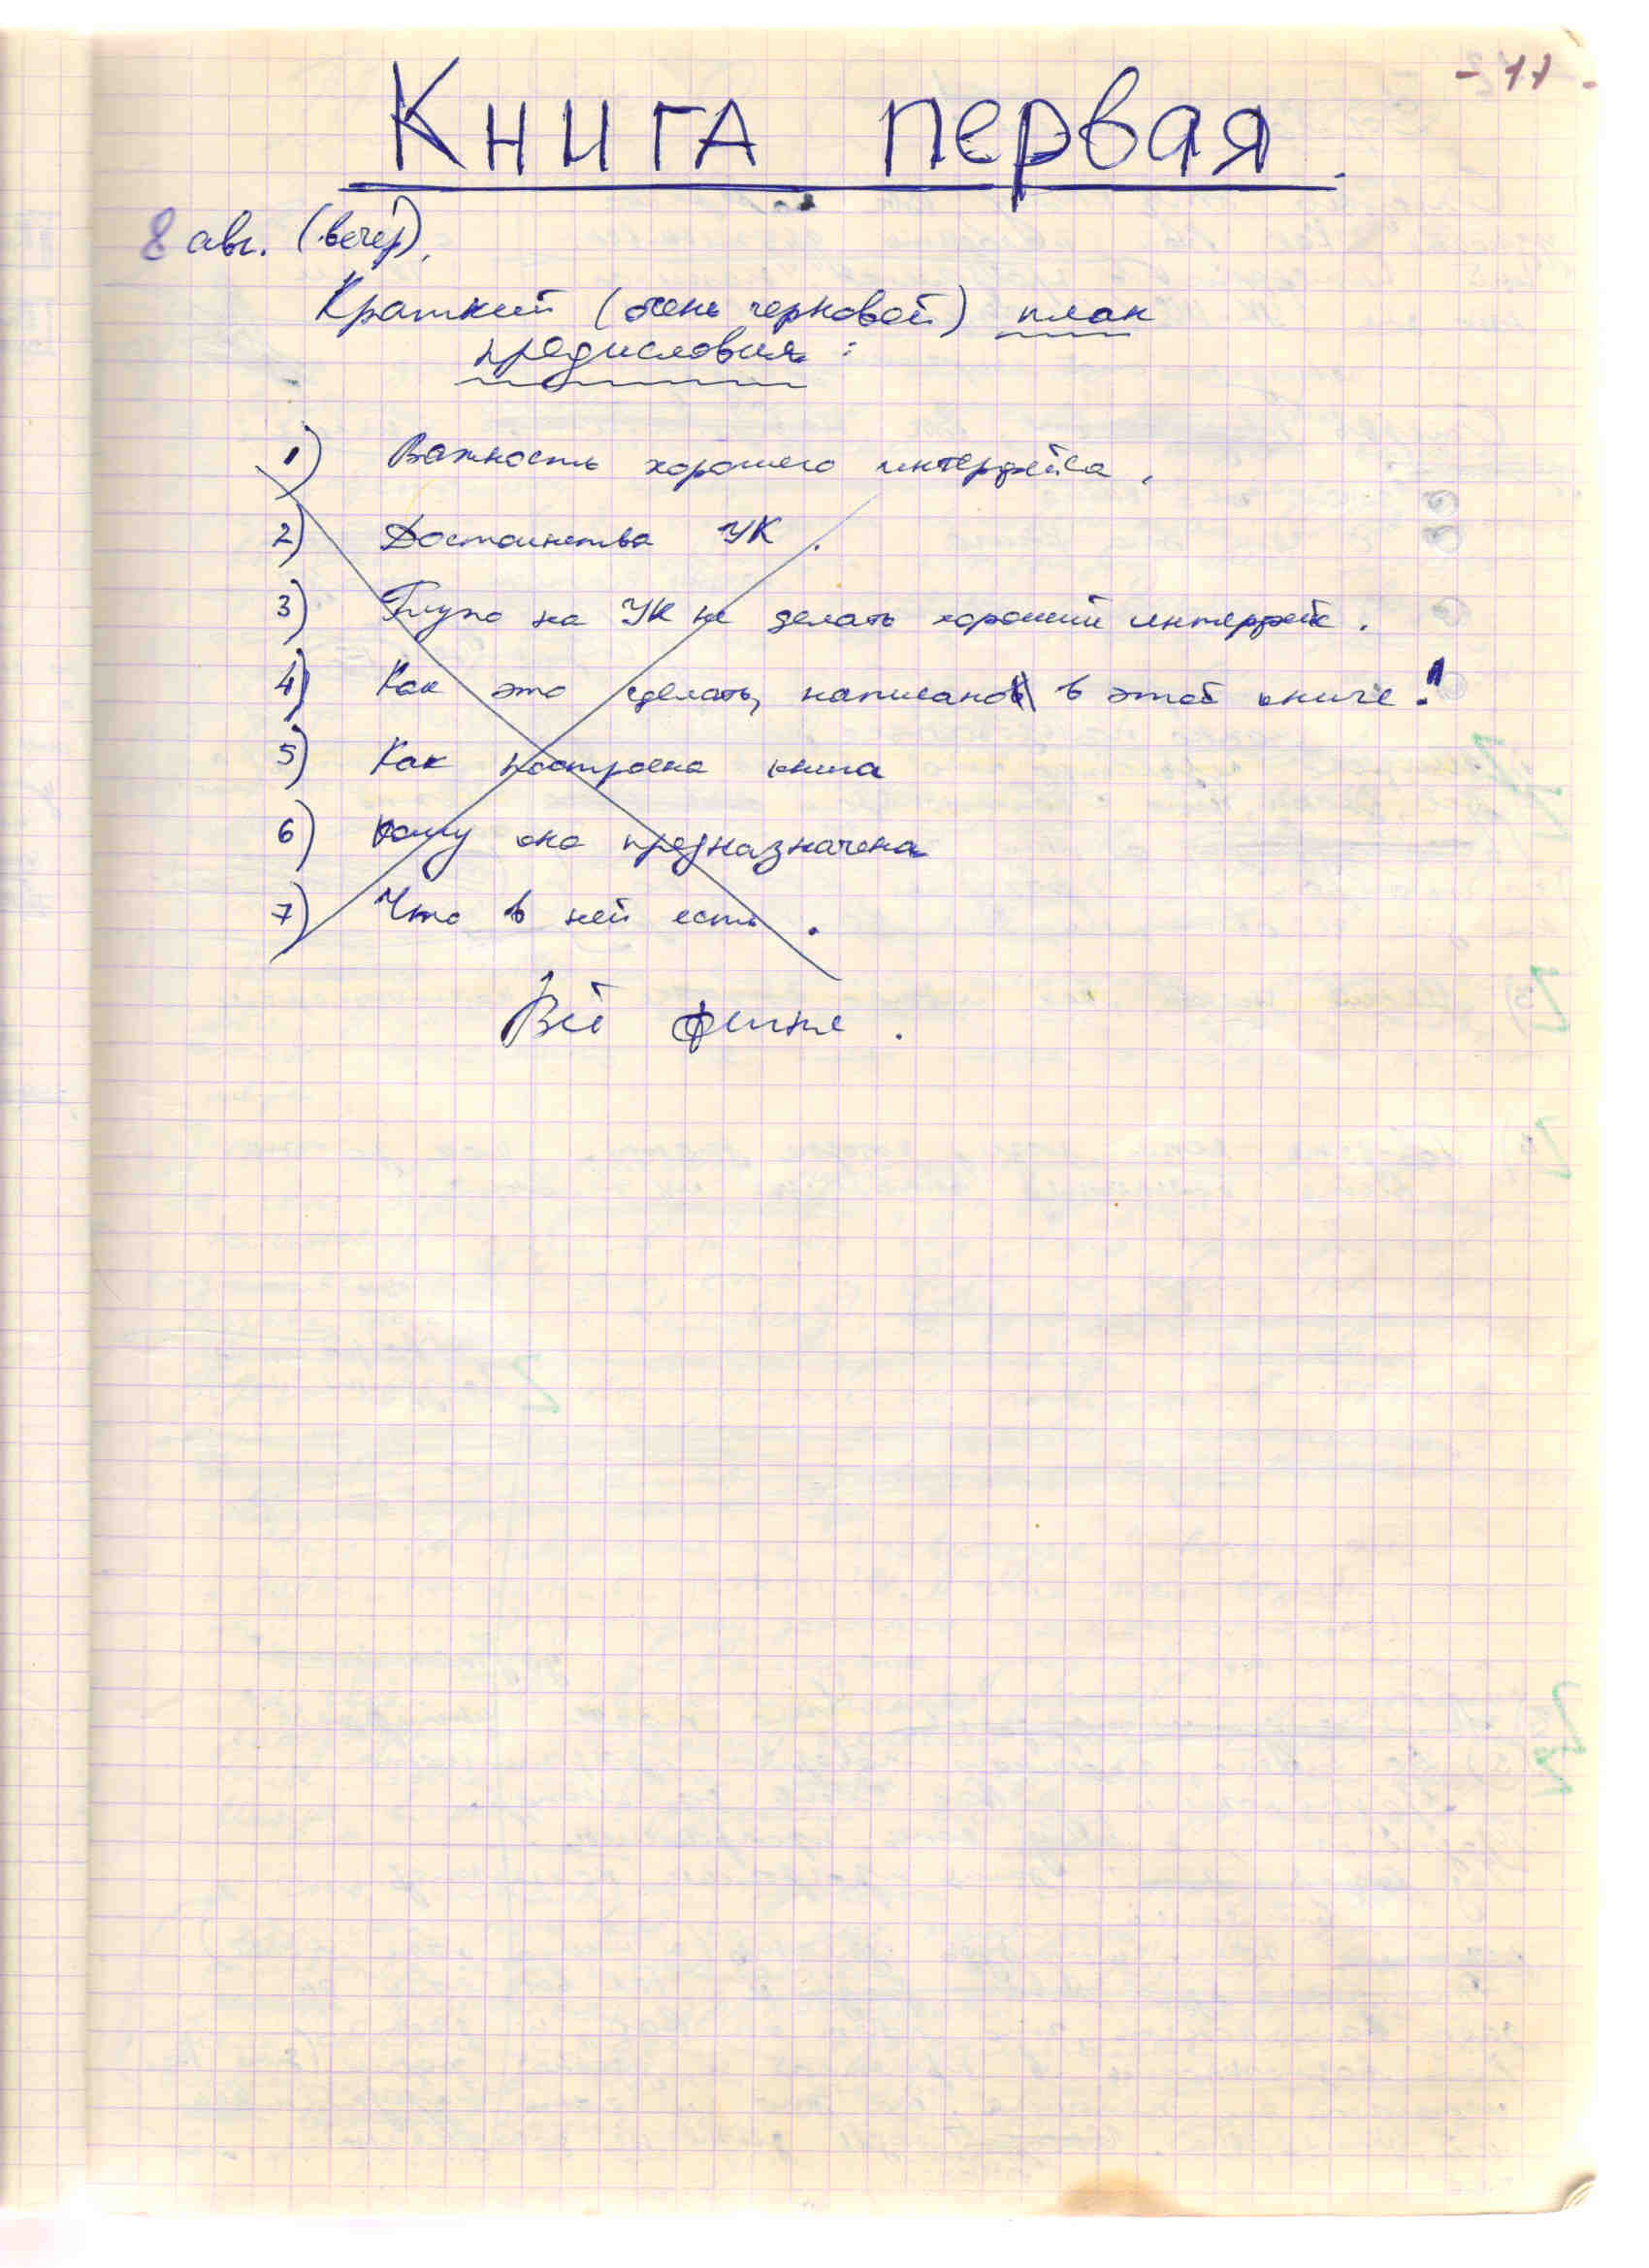 - 11 -
Книга первая.
8 авг. (вечер).
Краткий (очень черновой) план
предисловия:
1) Важность хорошего интерфейса.
2) Достоинства УК.
3) Глупо на УК не делать хороший интерфейс.
4) Как это сделать, написано в этой книге!
5) Как построена книга
6) Кому она предназначена
7) Что в ней есть.
Всё